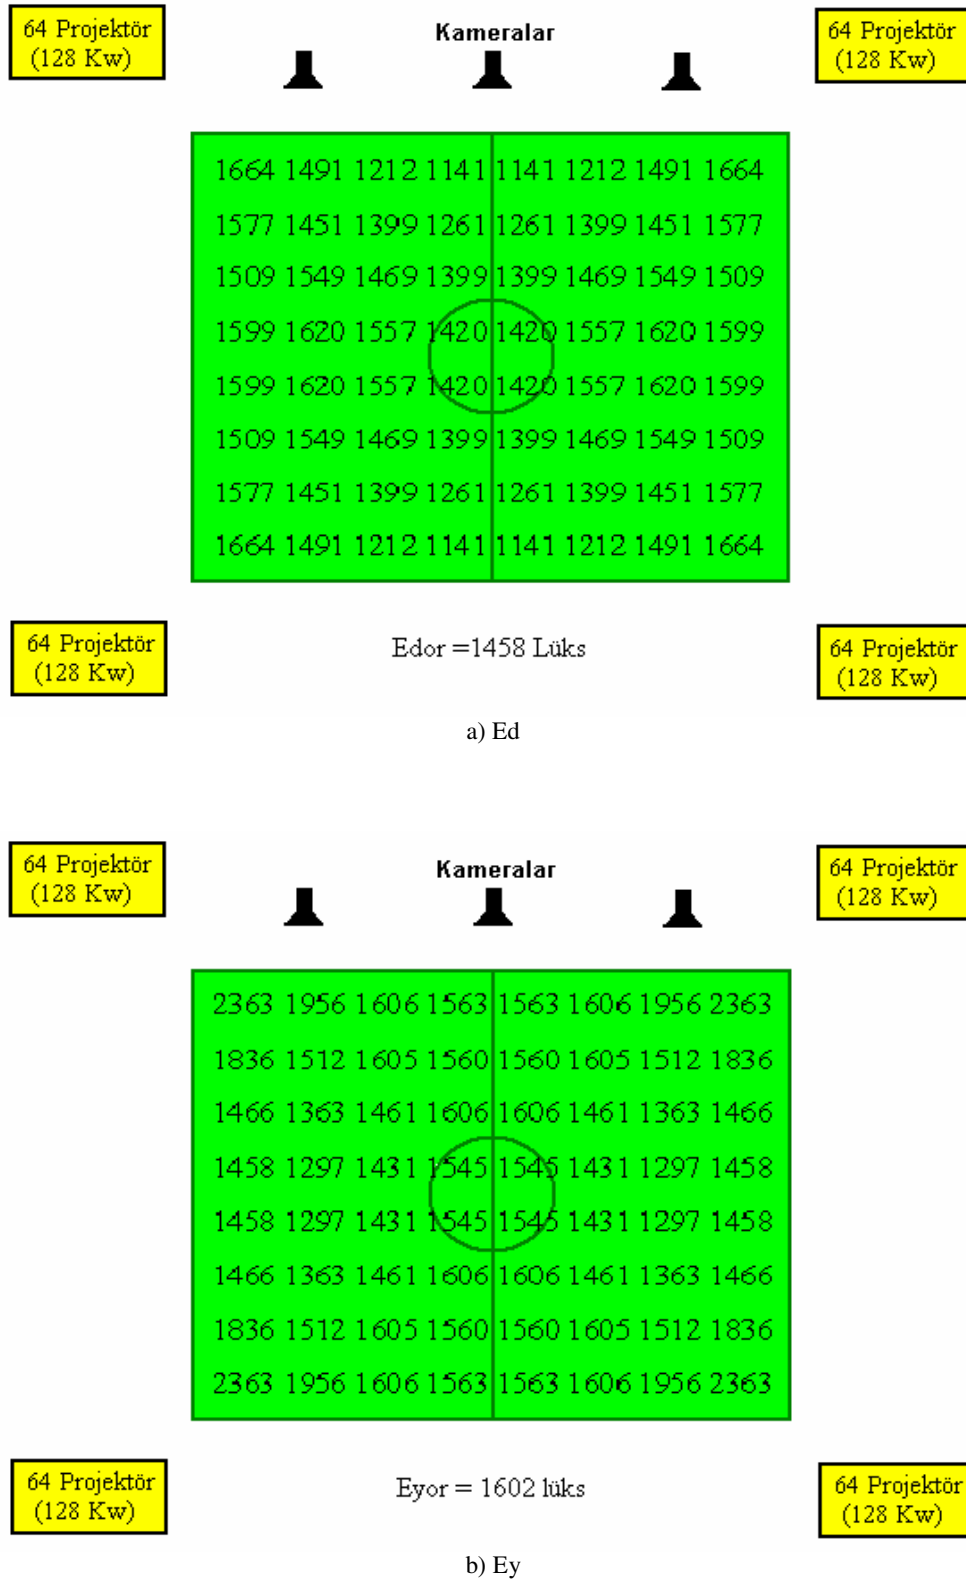 64 Projektör
(128 Kw)
Kameralar
64 Projektör
(128 Kw)
1664 1491 1212 1141 1141 1212 1491 1664
1577 1451 1399 1261 1261 1399 1451 1577
1509 1549 1469 1399 1399 1469 1549 1509
1599 1620 1557 1420 1420 1557 1620 1599
1599 1620 1557 1420 1420 1557 1620 1599
1509 1549 1469 1399 1399 1469 1549 1509
1577 1451 1399 1261 1261 1399 1451 1577
1664 1491 1212 1141 1141 1212 1491 1664
64 Projektör
(128 Kw)
Edor =1458 Lüks
64 Projektör
(128 Kw)
a) Ed
64 Projektör
(128 Kw)
Kameralar
64 Projektör
(128 Kw)
2363 1956 1606 1563 1563 1606 1956 2363
1836 1512 1605 1560 1560 1605 1512 1836
1466 1363 1461 1606 1606 1461 1363 1466
1458 1297 1431 1545 1545 1431 1297 1458
1458 1297 1431 1545 1545 1431 1297 1458
1466 1363 1461 1606 1606 1461 1363 1466
1836 1512 1605 1560 1560 1605 1512 1836
2363 1956 1606 1563 1563 1606 1956 2363
64 Projektör
(128 Kw)
Eyor = 1602 lüks
64 Projektör
(128 Kw)
b) Ey